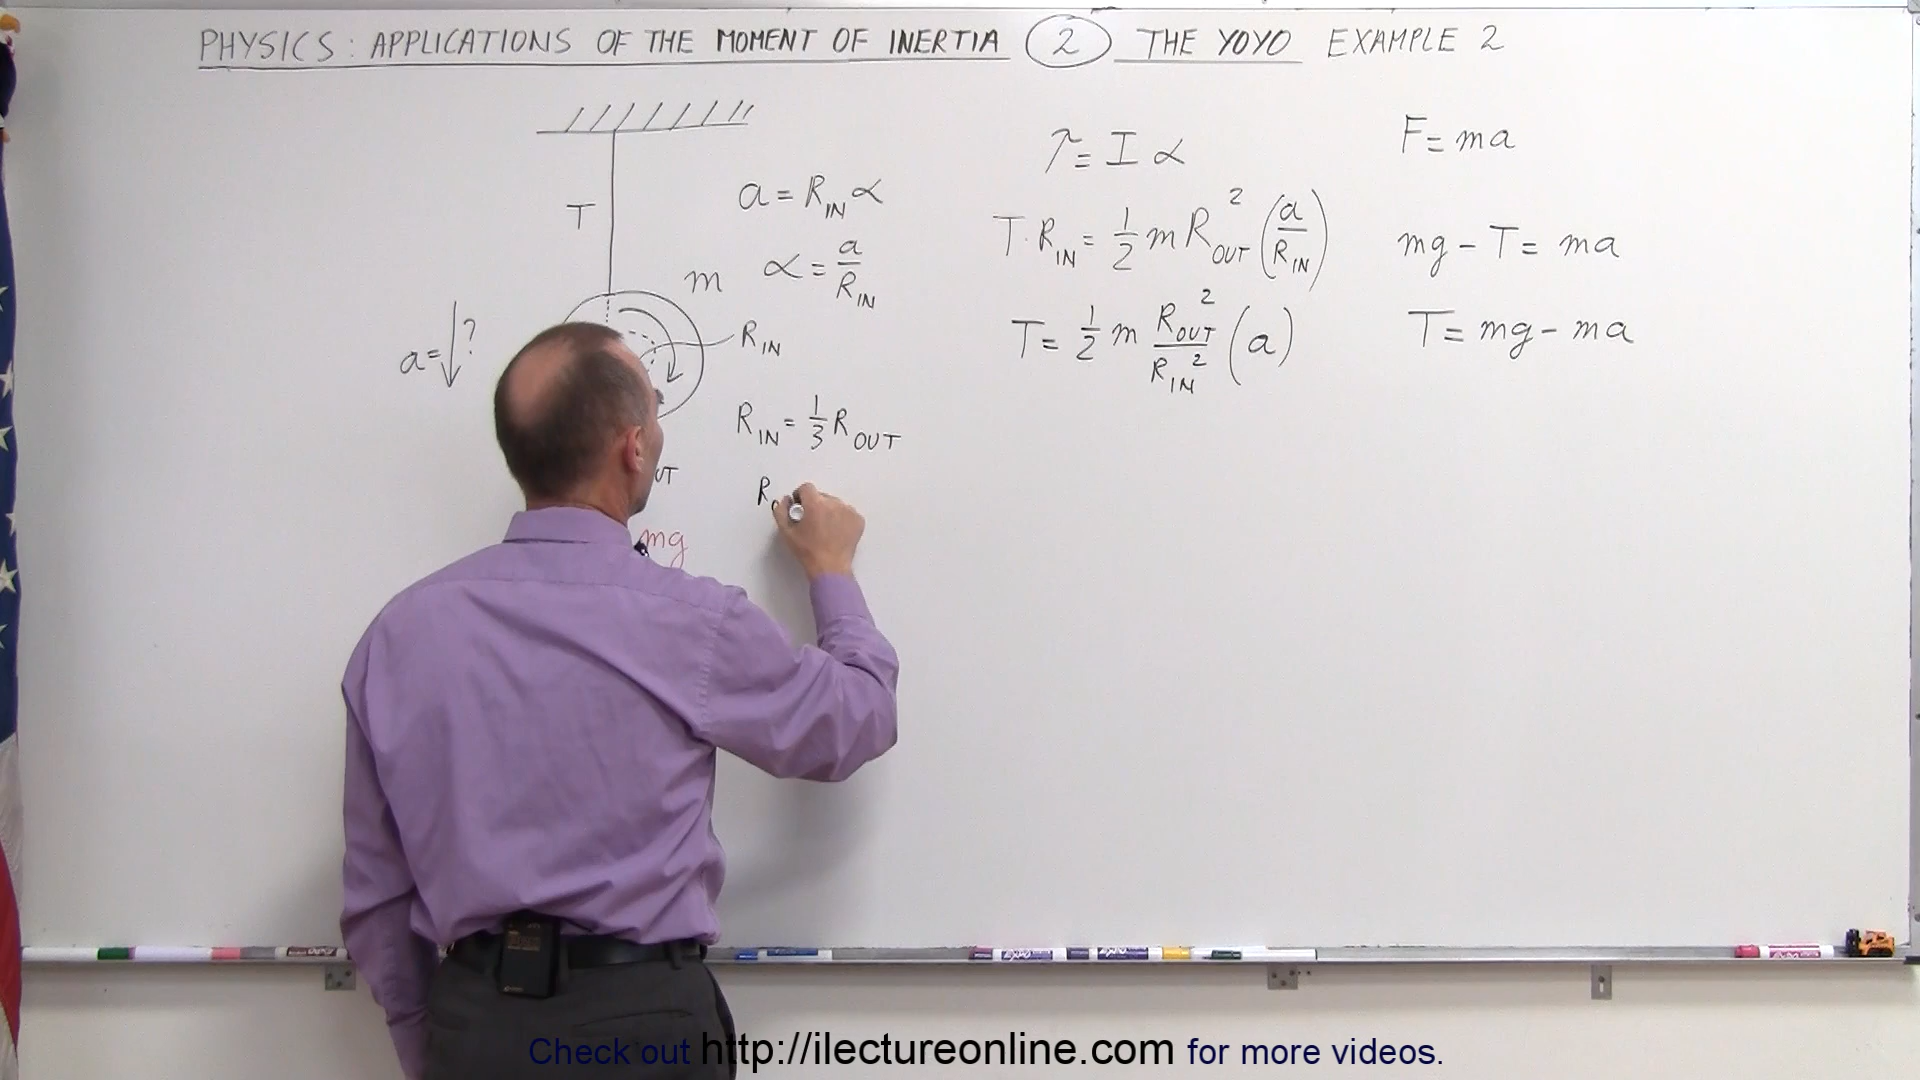 PHYSICS: APPLICATIONS OF THE MOMENT OF INERTIA 2 THE YOYO EXAMPLE 2
T
m
a = ?
R_IN
mg
a = R_IN α
α = a/R_IN
R_IN = 1/3 R_OUT
τ = I α
T · R_IN = 1/2 m R_OUT^2 (a/R_IN)
T = 1/2 m R_OUT^2/R_IN^2 (a)
F = ma
mg - T = ma
T = mg - ma
Check out http://ilectureonline.com for more videos.